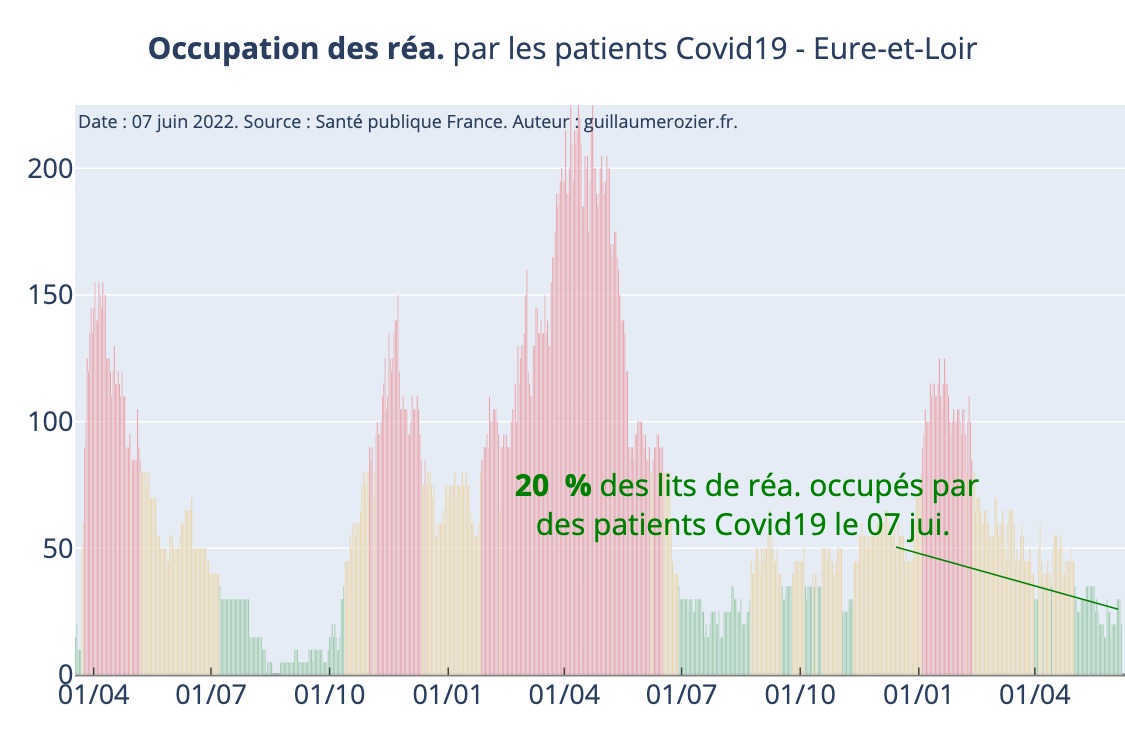 Occupation des réa. par les patients Covid19 - Eure-et-Loir
Date : 07 juin 2022. Source : Santé publique France. Auteur : guillaumerozier.fr.
200
150
100
20 % des lits de réa. occupés par
des patients Covid19 le 07 jui.
50
0
01/04 01/07 01/10 01/01 01/04 01/07 01/10 01/01 01/04